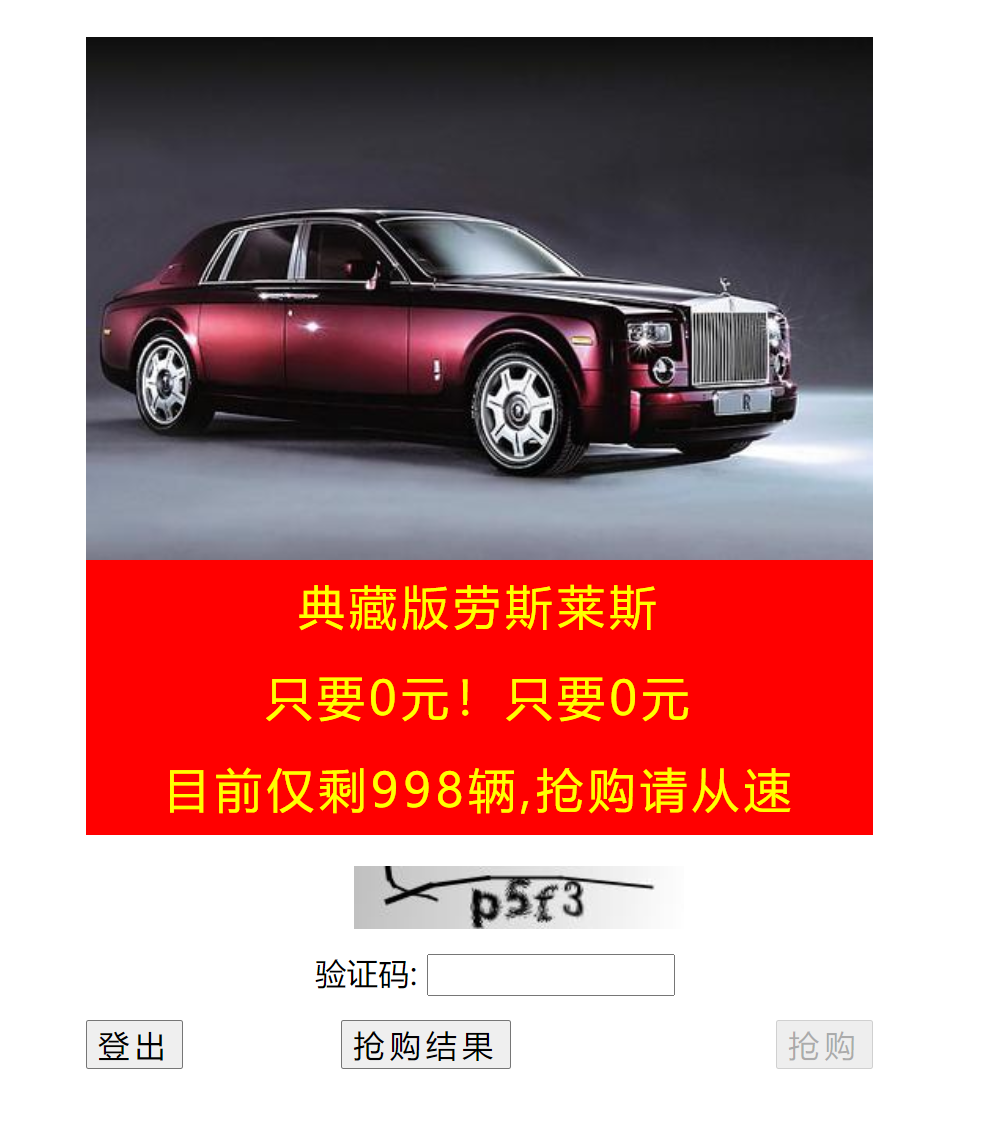 典藏版劳斯莱斯
只要0元！只要0元
目前仅剩998辆,抢购请从速
p5f3
验证码:
登出 抢购结果 抢购